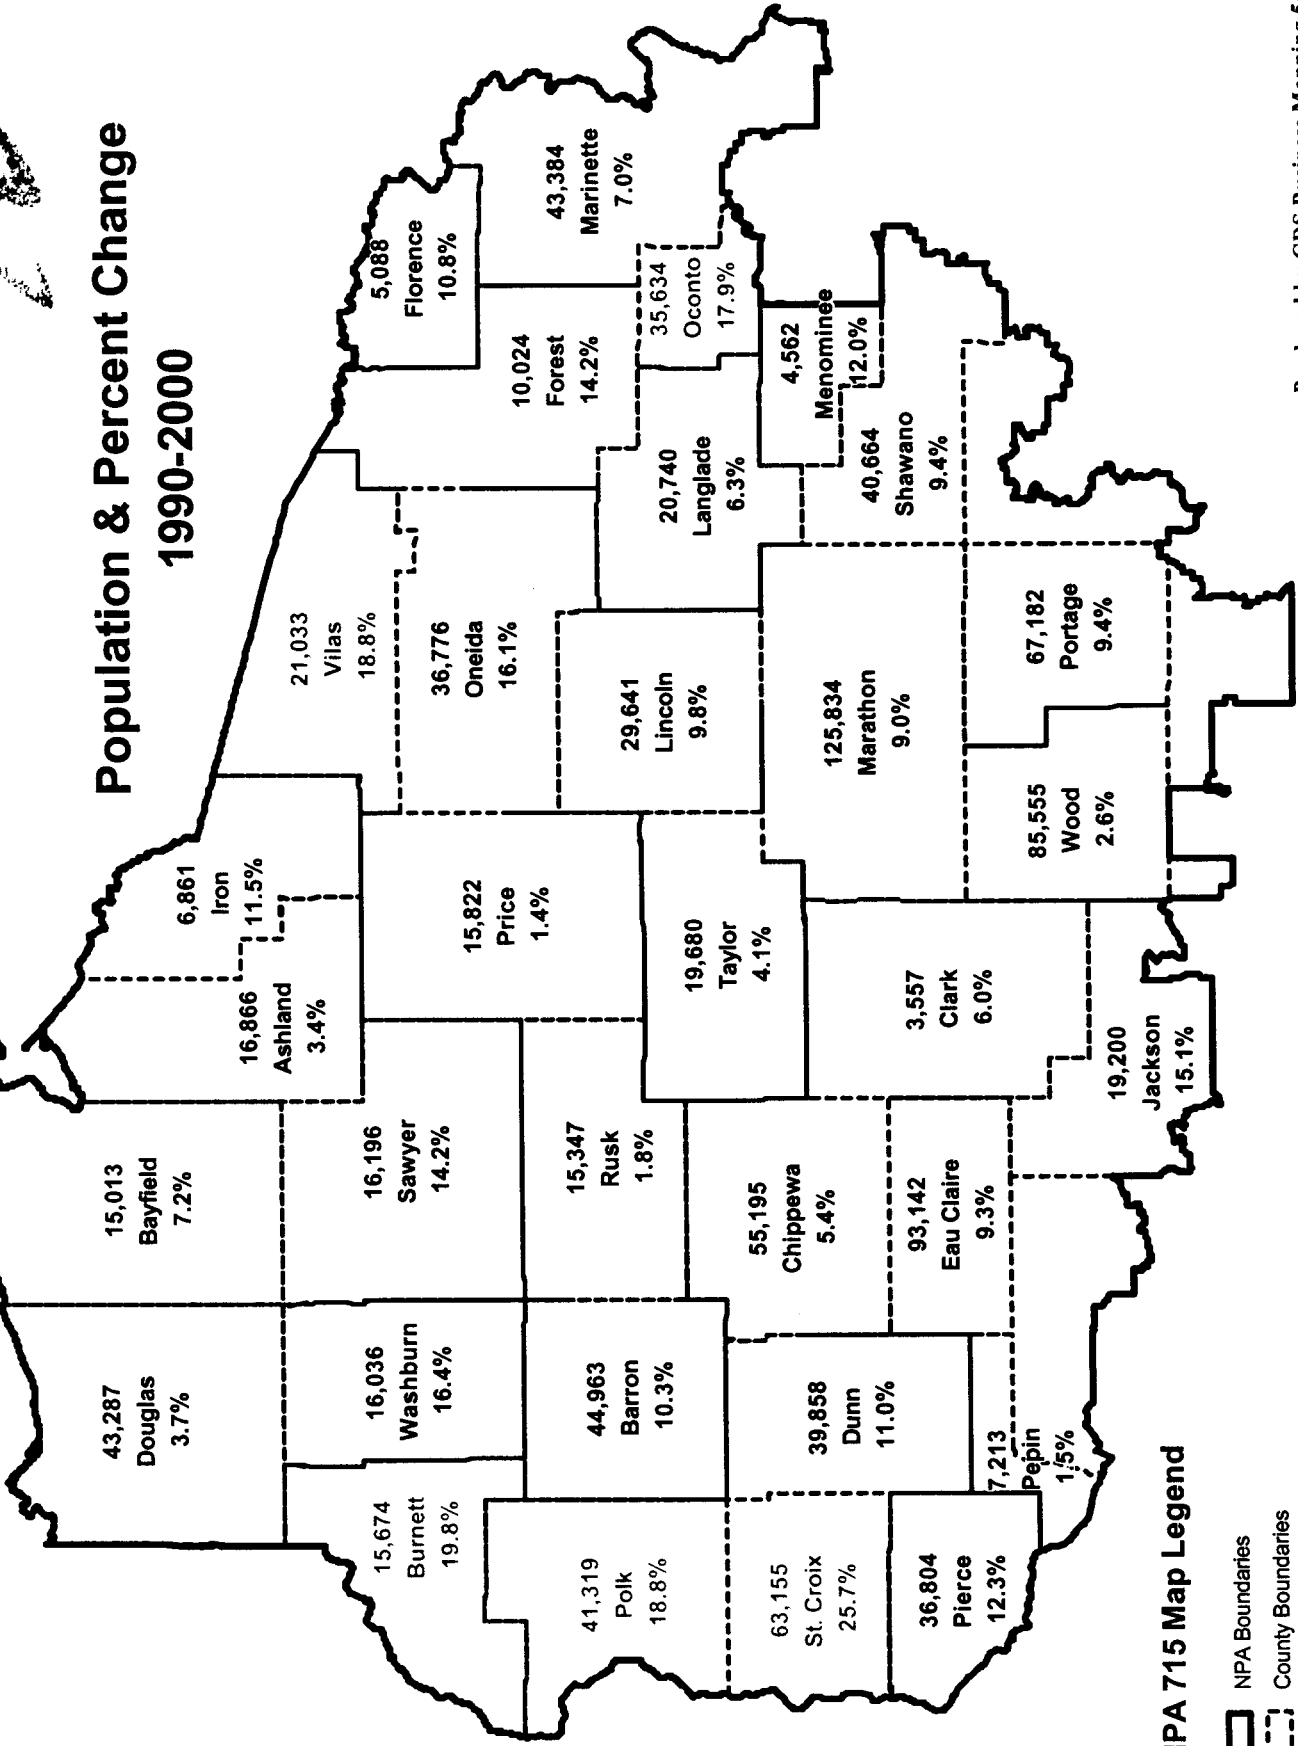 Population & Percent Change
1990-2000
43,287
Douglas
3.7%
15,013
Bayfield
7.2%
16,866
Ashland
3.4%
6,861
Iron
11.5%
21,033
Vilas
18.8%
5,088
Florence
10.8%
15,674
Burnett
19.8%
16,036
Washburn
16.4%
16,196
Sawyer
14.2%
15,822
Price
1.4%
36,776
Oneida
16.1%
10,024
Forest
14.2%
43,384
Marinette
7.0%
41,319
Polk
18.8%
44,963
Barron
10.3%
15,347
Rusk
1.8%
19,680
Taylor
4.1%
29,641
Lincoln
9.8%
20,740
Langlade
6.3%
35,634
Oconto
17.9%
63,155
St. Croix
25.7%
39,858
Dunn
11.0%
55,195
Chippewa
5.4%
125,834
Marathon
9.0%
4,562
Menominee
12.0%
40,664
Shawano
9.4%
36,804
Pierce
12.3%
7,213
Pepin
1.5%
93,142
Eau Claire
9.3%
3,557
Clark
6.0%
85,555
Wood
2.6%
67,182
Portage
9.4%
19,200
Jackson
15.1%
715 Map Legend
NPA Boundaries
County Boundaries